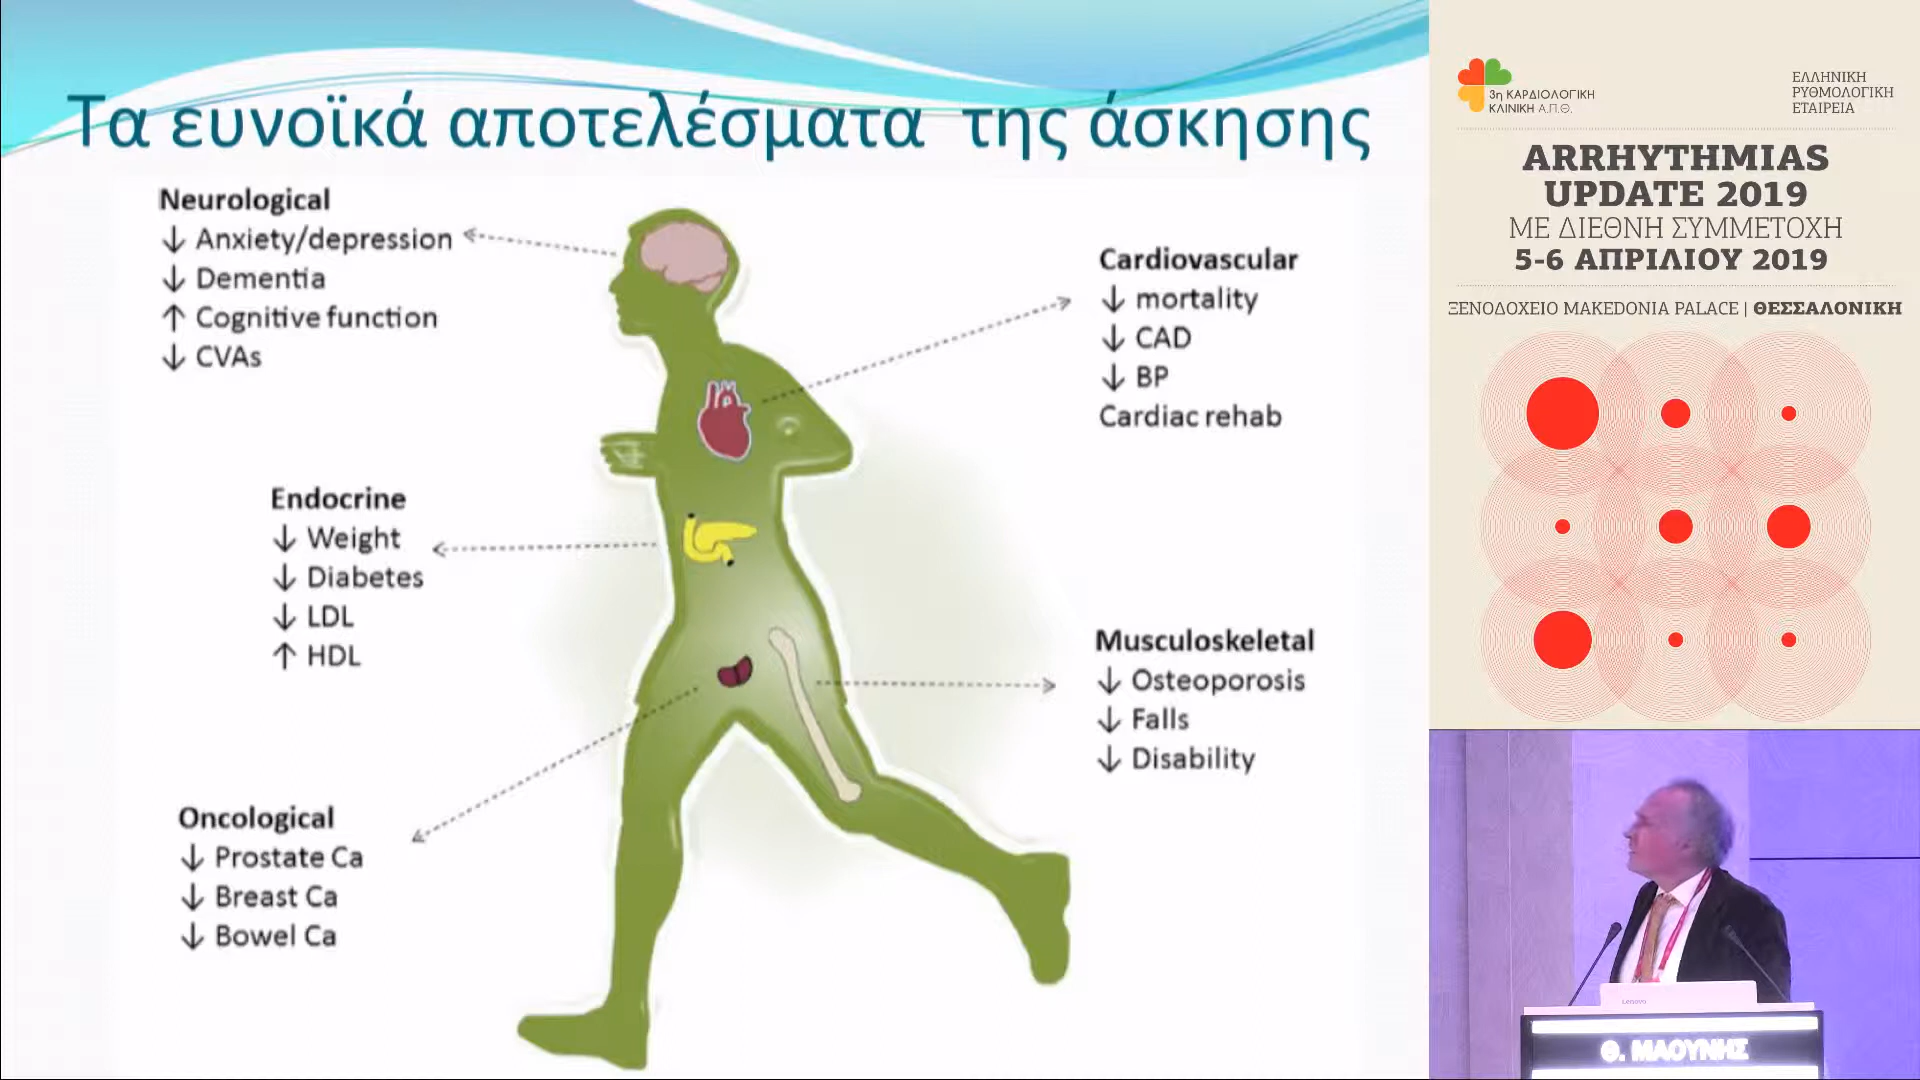 Τα ευνοϊκά αποτελέσματα της άσκησης
Neurological
↓ Anxiety/depression
↓ Dementia
↑ Cognitive function
↓ CVAs
Cardiovascular
↓ mortality
↓ CAD
↓ BP
Cardiac rehab
Endocrine
↓ Weight
↓ Diabetes
↓ LDL
↑ HDL
Musculoskeletal
↓ Osteoporosis
↓ Falls
↓ Disability
Oncological
↓ Prostate Ca
↓ Breast Ca
↓ Bowel Ca
3η ΚΑΡΔΙΟΛΟΓΙΚΗ
ΚΛΙΝΙΚΗ Α.Π.Θ.
ΕΛΛΗΝΙΚΗ
ΡΥΘΜΟΛΟΓΙΚΗ
ΕΤΑΙΡΕΙΑ
ARRHYTHMIAS
UPDATE 2019
ΜΕ ΔΙΕΘΝΗ ΣΥΜΜΕΤΟΧΗ
5-6 ΑΠΡΙΛΙΟΥ 2019
ΞΕΝΟΔΟΧΕΙΟ MAKEDONIA PALACE | ΘΕΣΣΑΛΟΝΙΚΗ
Lenovo
Θ. ΜΑΟΥΝΗΣ